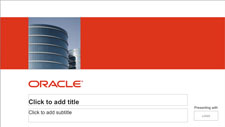 ORACLE
Click to add title
Click to add subtitle
Presenting with